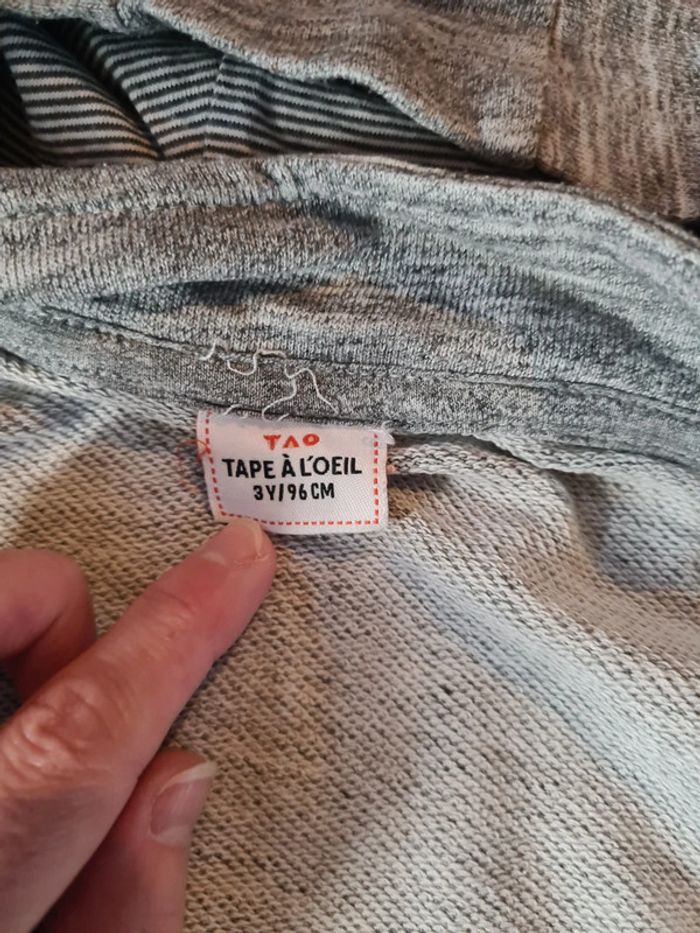 TAO
TAPE À L'OEIL
3Y/96CM